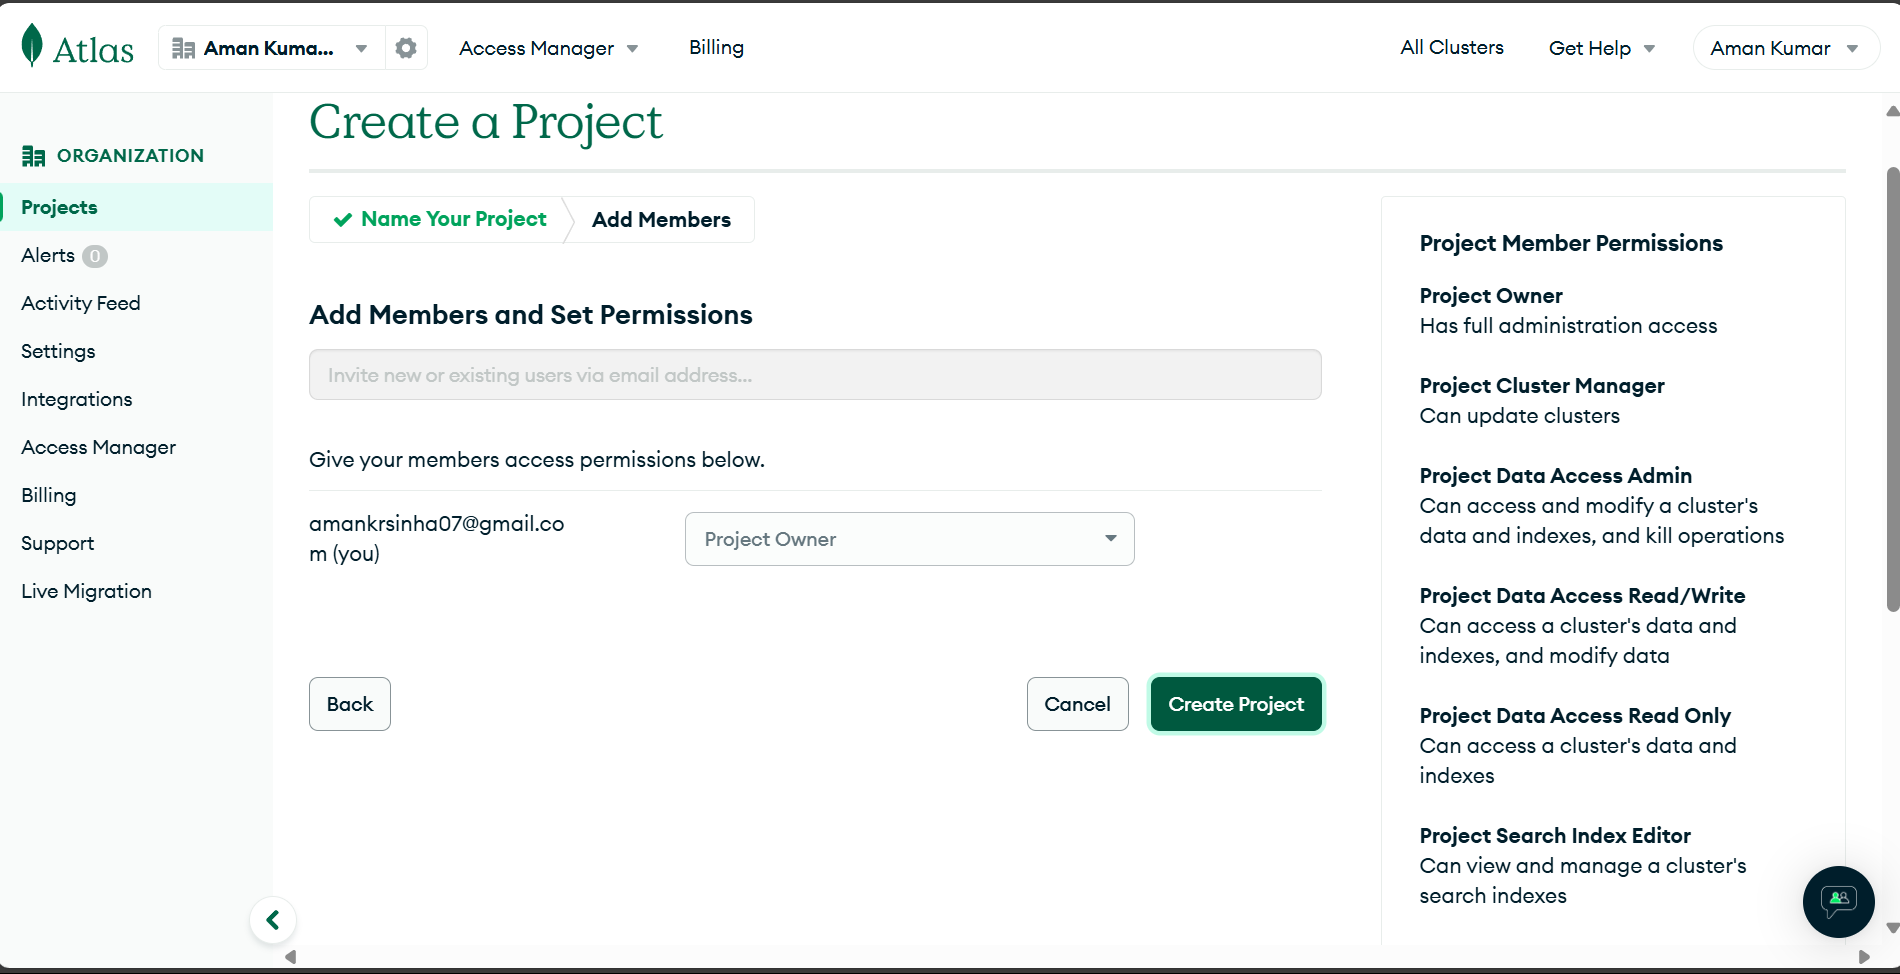 Atlas
Aman Kuma...
Access Manager
Billing
All Clusters
Get Help
Aman Kumar
ORGANIZATION
Projects
Alerts 0
Activity Feed
Settings
Integrations
Access Manager
Billing
Support
Live Migration
Create a Project
Name Your Project
Add Members
Add Members and Set Permissions
Invite new or existing users via email address...
Give your members access permissions below.
amankrsinha07@gmail.co
m (you)
Project Owner
Back
Cancel
Create Project
Project Member Permissions
Project Owner
Has full administration access
Project Cluster Manager
Can update clusters
Project Data Access Admin
Can access and modify a cluster's
data and indexes, and kill operations
Project Data Access Read/Write
Can access a cluster's data and
indexes, and modify data
Project Data Access Read Only
Can access a cluster's data and
indexes
Project Search Index Editor
Can view and manage a cluster's
search indexes